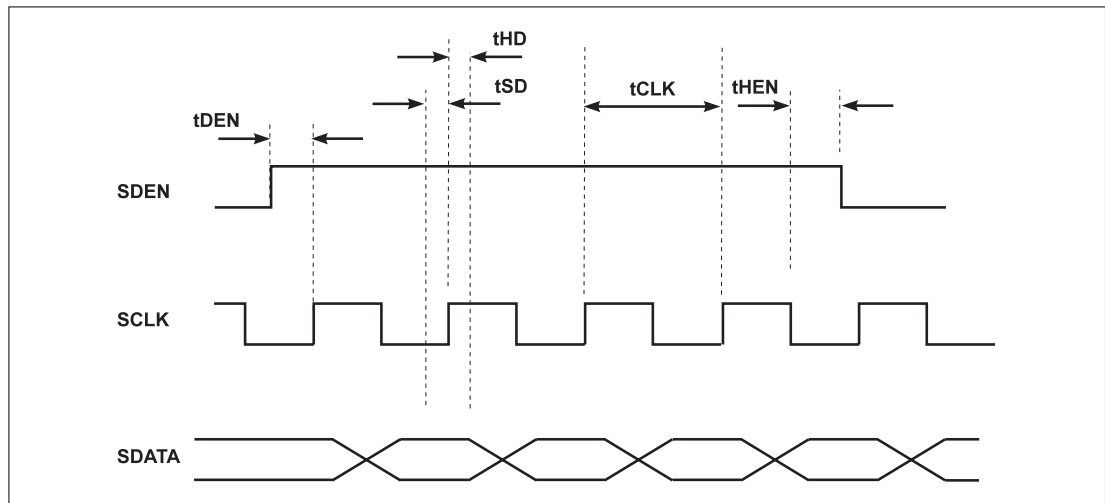 tHD
tSD
tCLK
tHEN
tDEN
SDEN
SCLK
SDATA